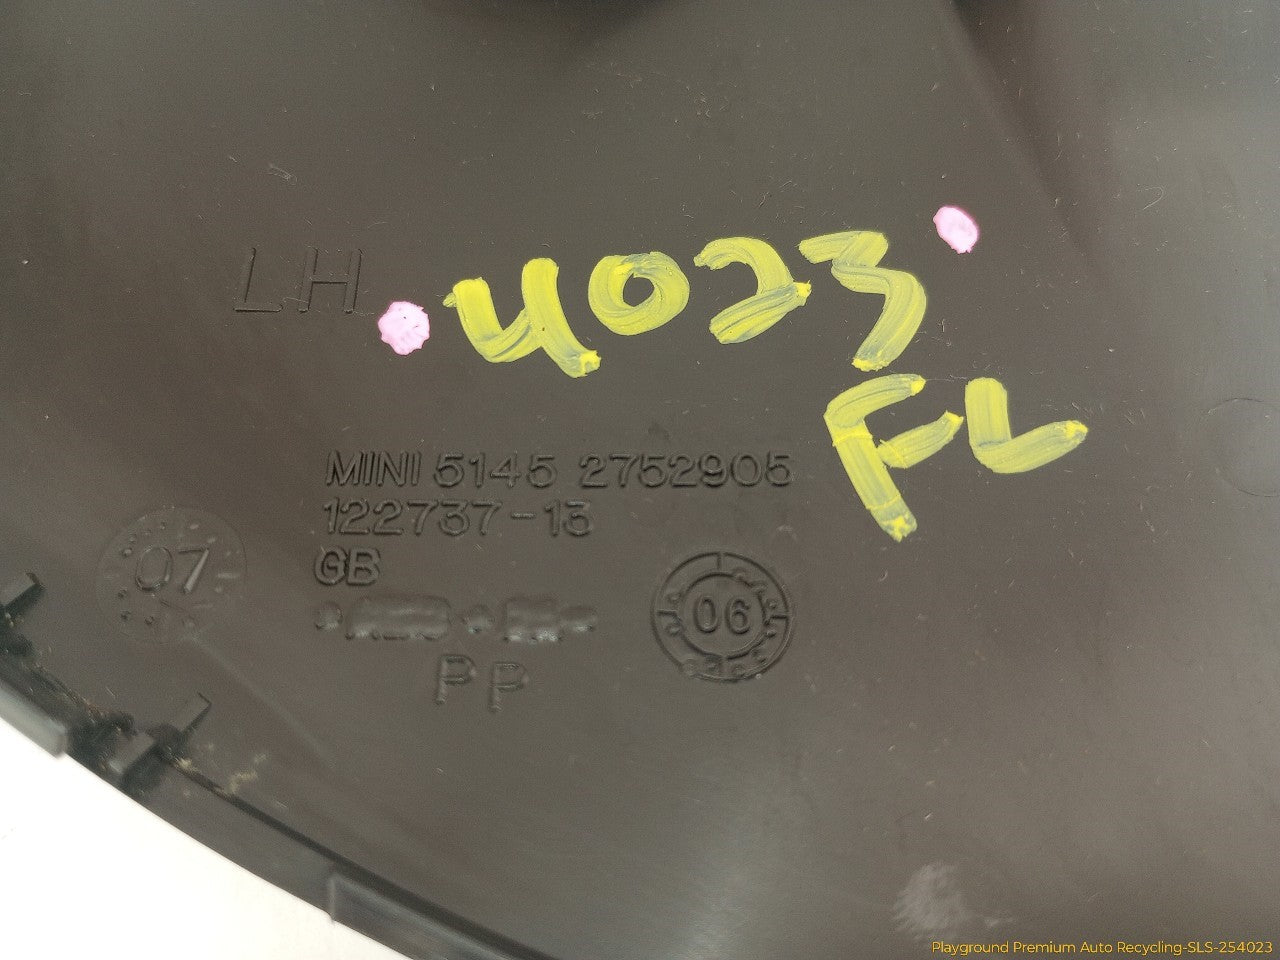 LH
4023
FL
MINI 5145 2752905
122737-13
GB
PP
07
06
Playground Premium Auto Recycling-SLS-254023